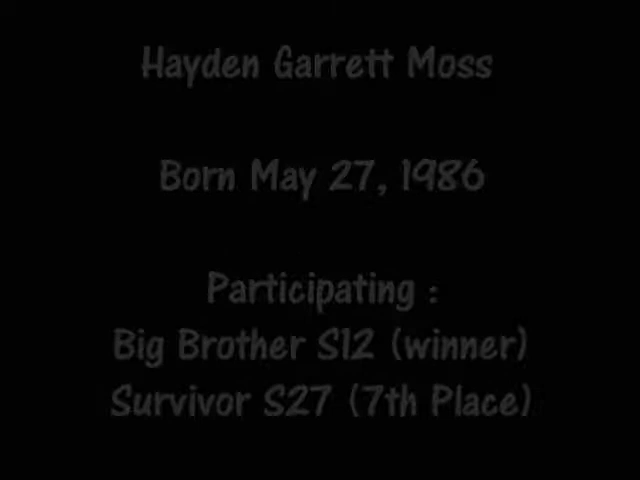 Hayden Garrett Moss
Born May 27, 1986
Participating :
Big Brother S12 (winner)
Survivor S27 (7th Place)